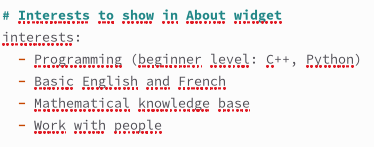 # Interests to show in About widget
interests:
- Programming (beginner level: C++, Python)
- Basic English and French
- Mathematical knowledge base
- Work with people